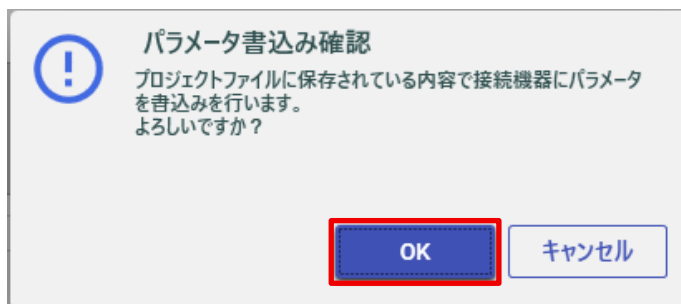 パラメータ書込み確認
プロジェクトファイルに保存されている内容で接続機器にパラメータ
を書込みを行います。
よろしいですか？
OK
キャンセル